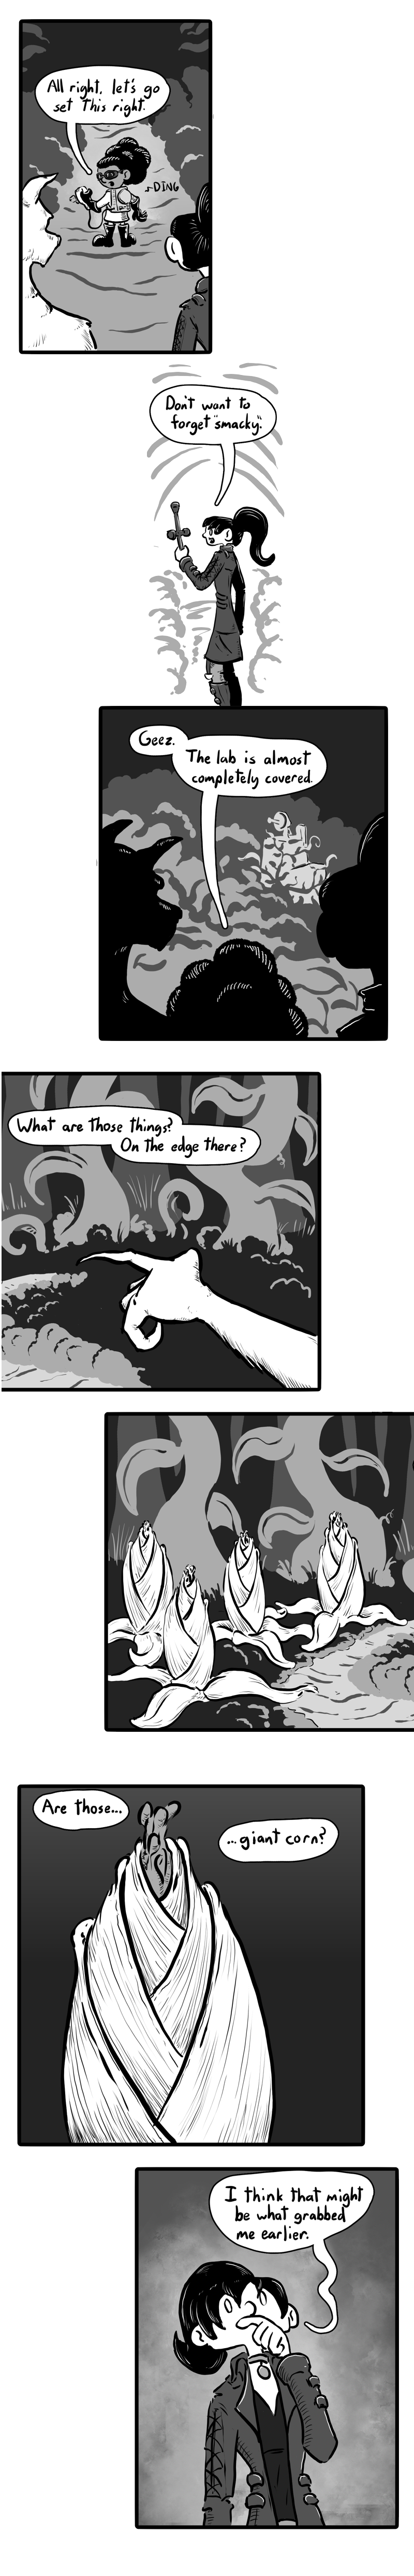 All right, let's go
set this right.
DING
Don't want to
forget "smacky".
Geez.
The lab is almost
completely covered.
What are those things?
On the edge there?
Are those...
...giant corn?
I think that might
be what grabbed
me earlier.